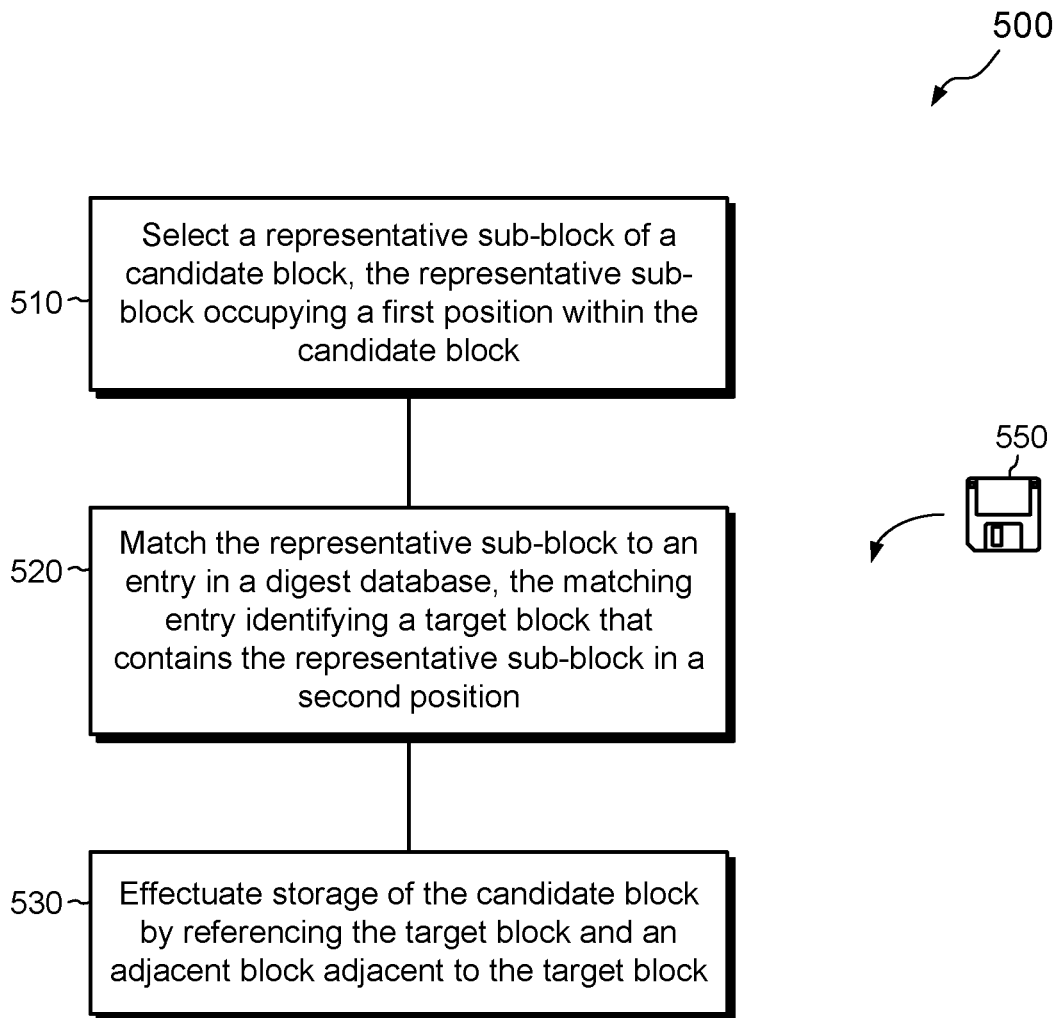 500
Select a representative sub-block of a
candidate block, the representative sub-
block occupying a first position within the
candidate block
510
550
Match the representative sub-block to an
entry in a digest database, the matching
entry identifying a target block that
contains the representative sub-block in a
second position
520
Effectuate storage of the candidate block
by referencing the target block and an
adjacent block adjacent to the target block
530